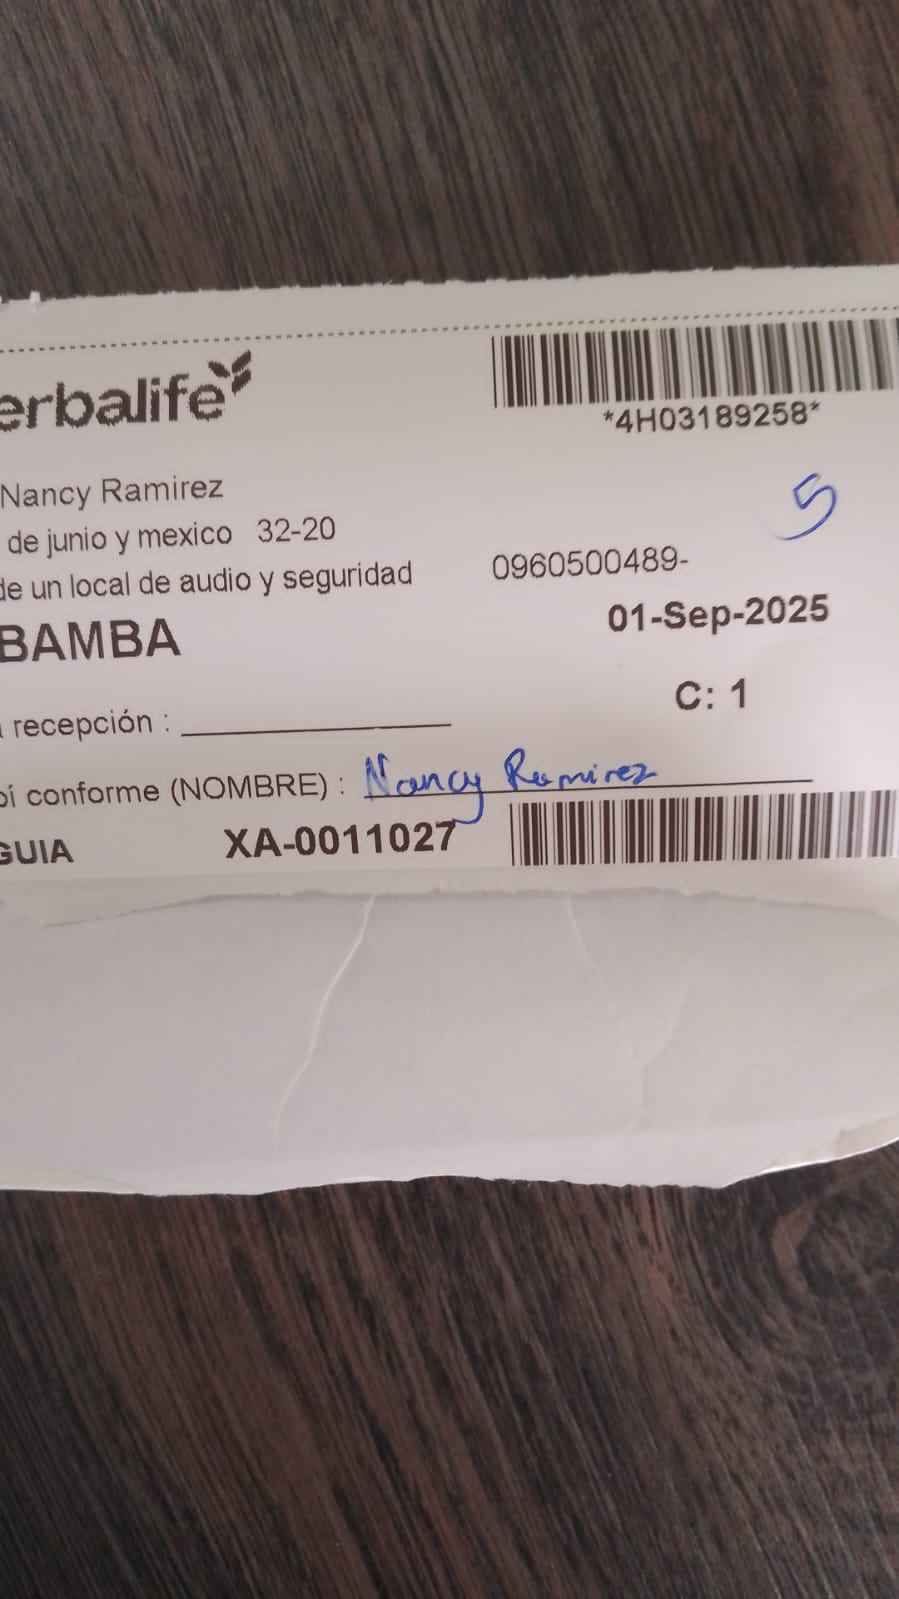 erbalife
*4H03189258*
5
Nancy Ramirez
de junio y mexico 32-20
de un local de audio y seguridad 0960500489-
BAMBA 01-Sep-2025
C: 1
recepción :
bí conforme (NOMBRE) : Nancy Ramirez
GUIA XA-0011027